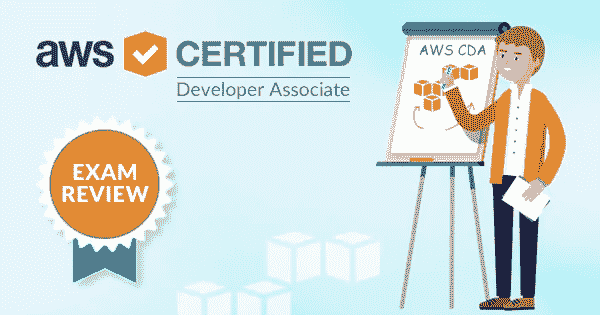 aws CERTIFIED
Developer Associate
EXAM
REVIEW
AWS CDA